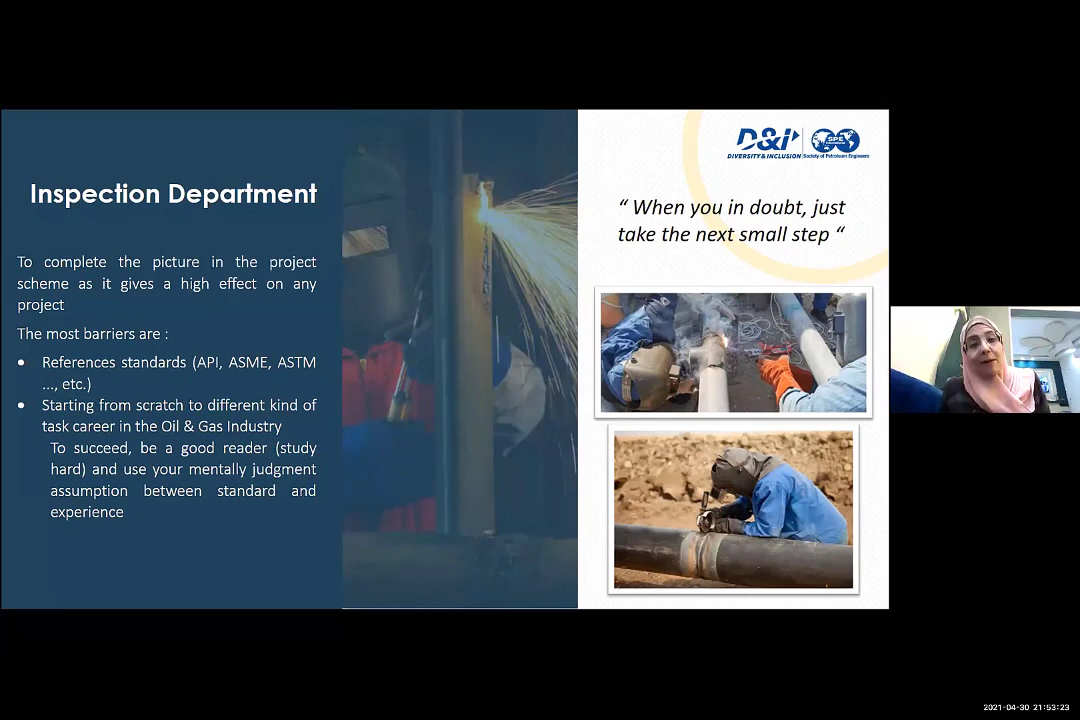 Inspection Department
To complete the picture in the project
scheme as it gives a high effect on any
project
The most barriers are :
• References standards (API, ASME, ASTM
..., etc.)
• Starting from scratch to different kind of
task career in the Oil & Gas Industry
To succeed, be a good reader (study
hard) and use your mentally judgment
assumption between standard and
experience
D&I
DIVERSITY & INCLUSION
SPE
Society of Petroleum Engineers
“ When you in doubt, just
take the next small step “
2021-04-30 21:53:23